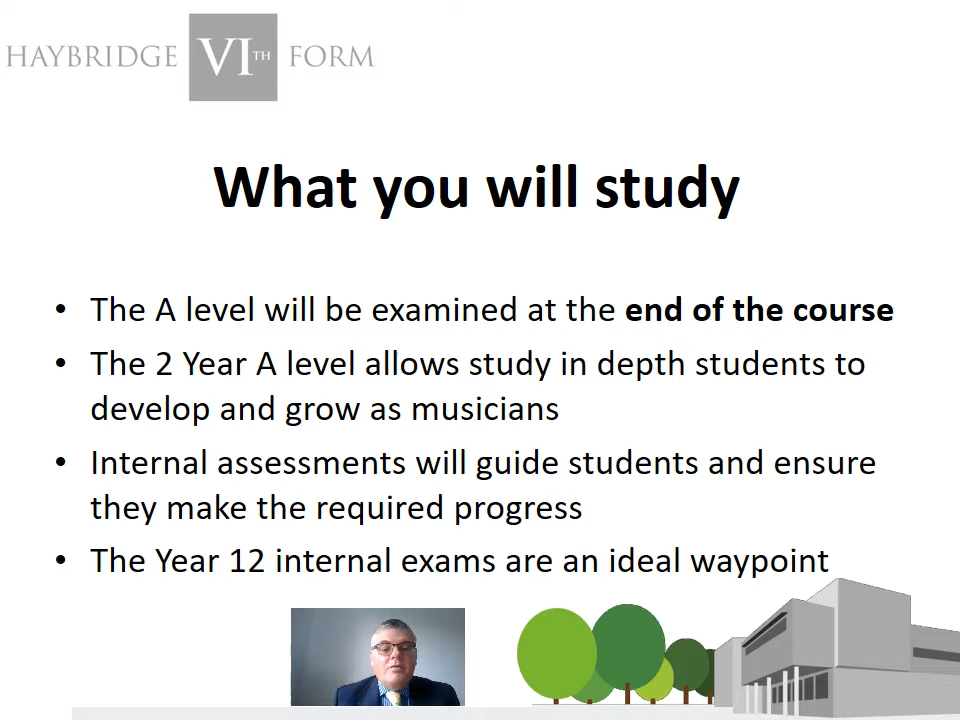 HAYBRIDGE VI TH FORM
What you will study
• The A level will be examined at the end of the course
• The 2 Year A level allows study in depth students to
develop and grow as musicians
• Internal assessments will guide students and ensure
they make the required progress
• The Year 12 internal exams are an ideal waypoint